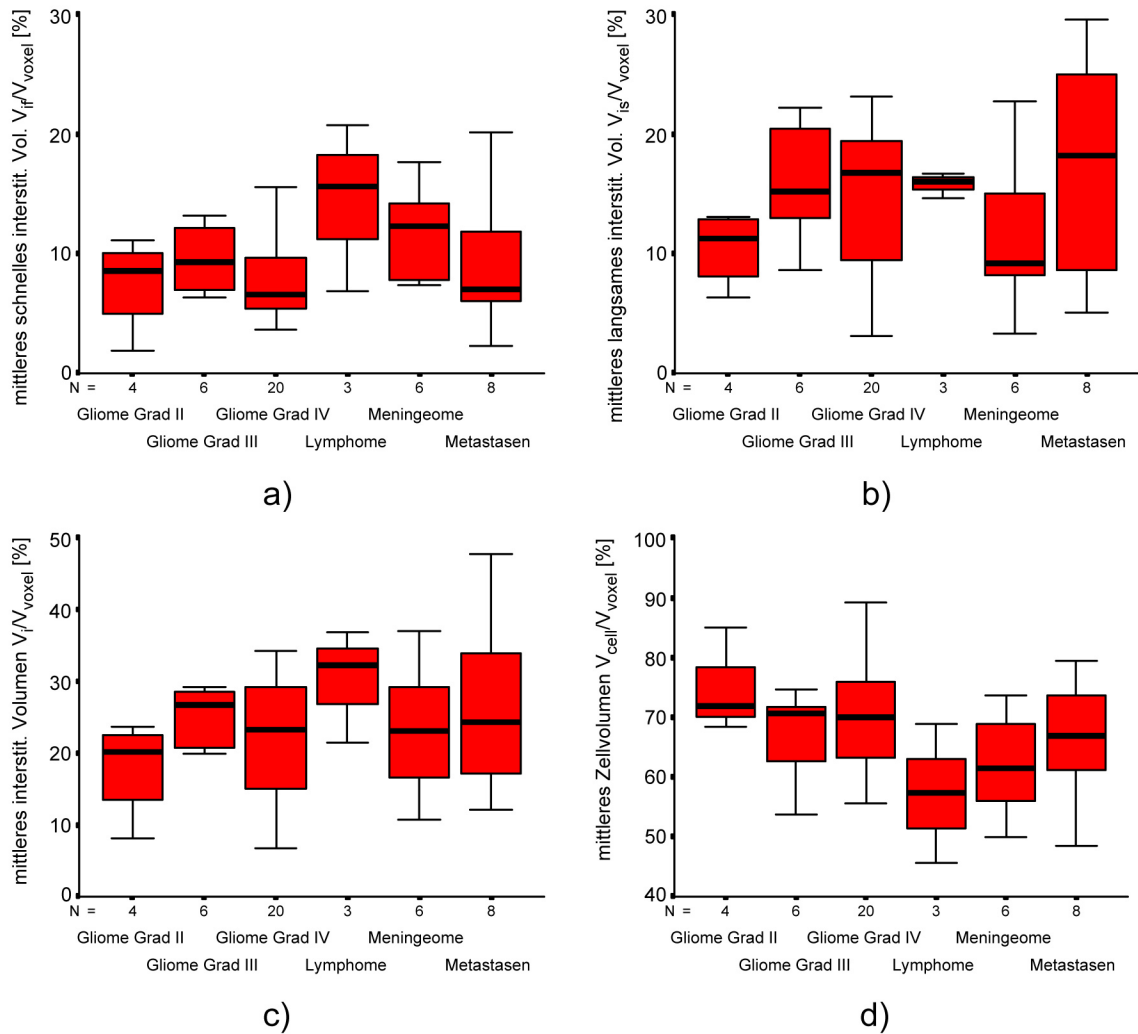 mittleres schnelles interstit. Vol. V_if/V_voxel [%]
30
20
10
0
N = 4 6 20 3 6 8
Gliome Grad II Gliome Grad IV Meningeome
Gliome Grad III Lymphome Metastasen
a)
mittleres langsames interstit. Vol. V_is/V_voxel [%]
30
20
10
0
N = 4 6 20 3 6 8
Gliome Grad II Gliome Grad IV Meningeome
Gliome Grad III Lymphome Metastasen
b)
mittleres interstit. Volumen V_i/V_voxel [%]
50
40
30
20
10
0
N = 4 6 20 3 6 8
Gliome Grad II Gliome Grad IV Meningeome
Gliome Grad III Lymphome Metastasen
c)
mittleres Zellvolumen V_cell/V_voxel [%]
100
90
80
70
60
50
40
N = 4 6 20 3 6 8
Gliome Grad II Gliome Grad IV Meningeome
Gliome Grad III Lymphome Metastasen
d)